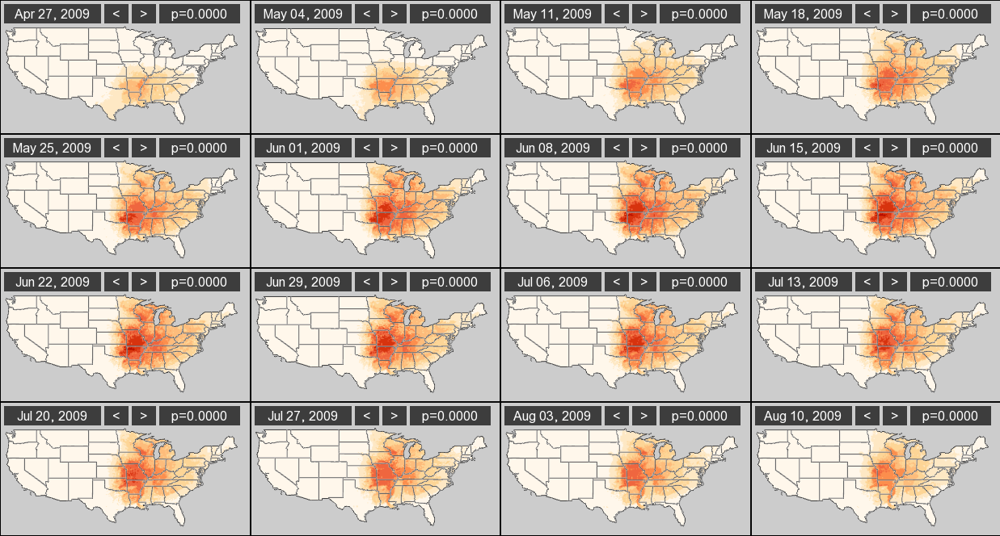 Apr 27, 2009 < > p=0.0000
May 04, 2009 < > p=0.0000
May 11, 2009 < > p=0.0000
May 18, 2009 < > p=0.0000
May 25, 2009 < > p=0.0000
Jun 01, 2009 < > p=0.0000
Jun 08, 2009 < > p=0.0000
Jun 15, 2009 < > p=0.0000
Jun 22, 2009 < > p=0.0000
Jun 29, 2009 < > p=0.0000
Jul 06, 2009 < > p=0.0000
Jul 13, 2009 < > p=0.0000
Jul 20, 2009 < > p=0.0000
Jul 27, 2009 < > p=0.0000
Aug 03, 2009 < > p=0.0000
Aug 10, 2009 < > p=0.0000